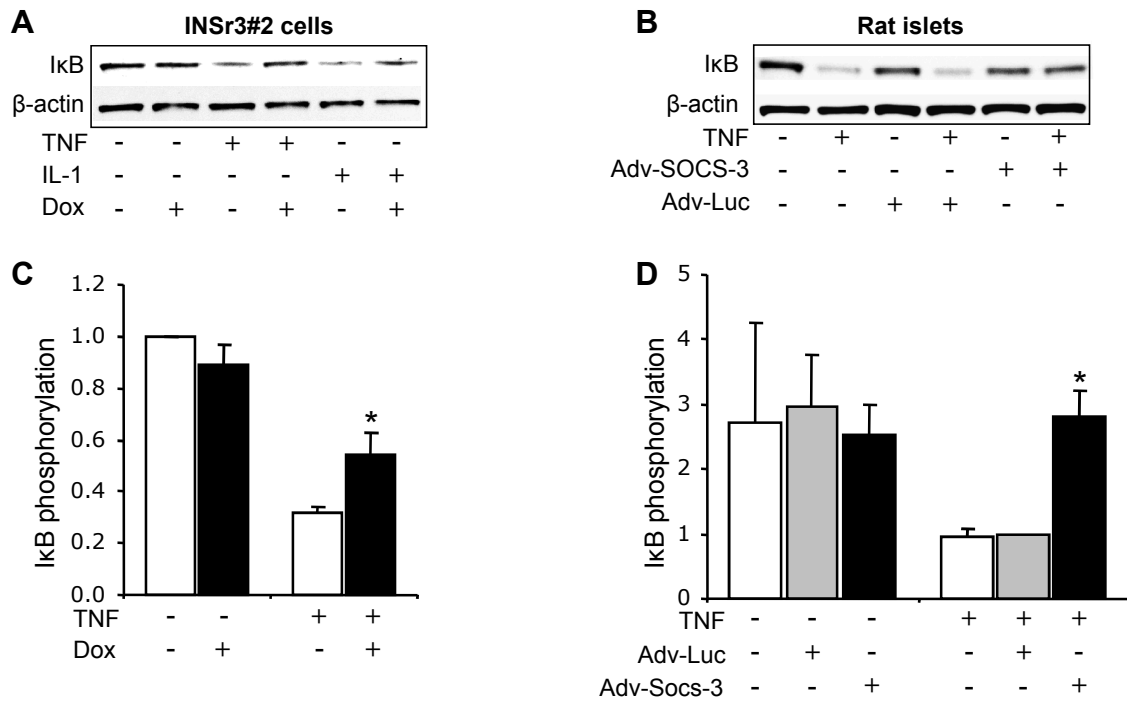 A
INSr3#2 cells
IκB
β-actin
TNF - - + + - -
IL-1 - - - - + +
Dox - + - + - +
B
Rat islets
IκB
β-actin
TNF - + - + - +
Adv-SOCS-3 - - - - + +
Adv-Luc - - + + - -
C
IκB phosphorylation
1.2
1.0
0.8
0.6
0.4
0.2
0.0
*
TNF - - + +
Dox - + - +
D
IκB phosphorylation
5
4
3
2
1
0
*
TNF - - - + + +
Adv-Luc - + - - + -
Adv-Socs-3 - - + - - +